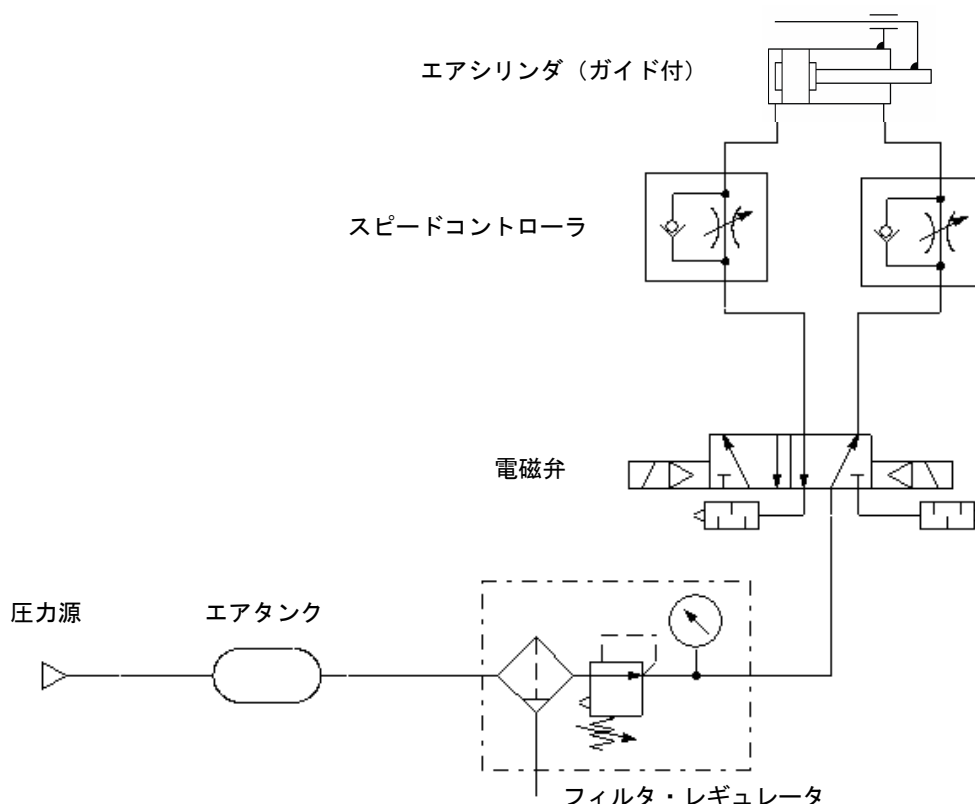 エアシリンダ（ガイド付）
スピードコントローラ
電磁弁
圧力源
エアタンク
フィルタ・レギュレータ